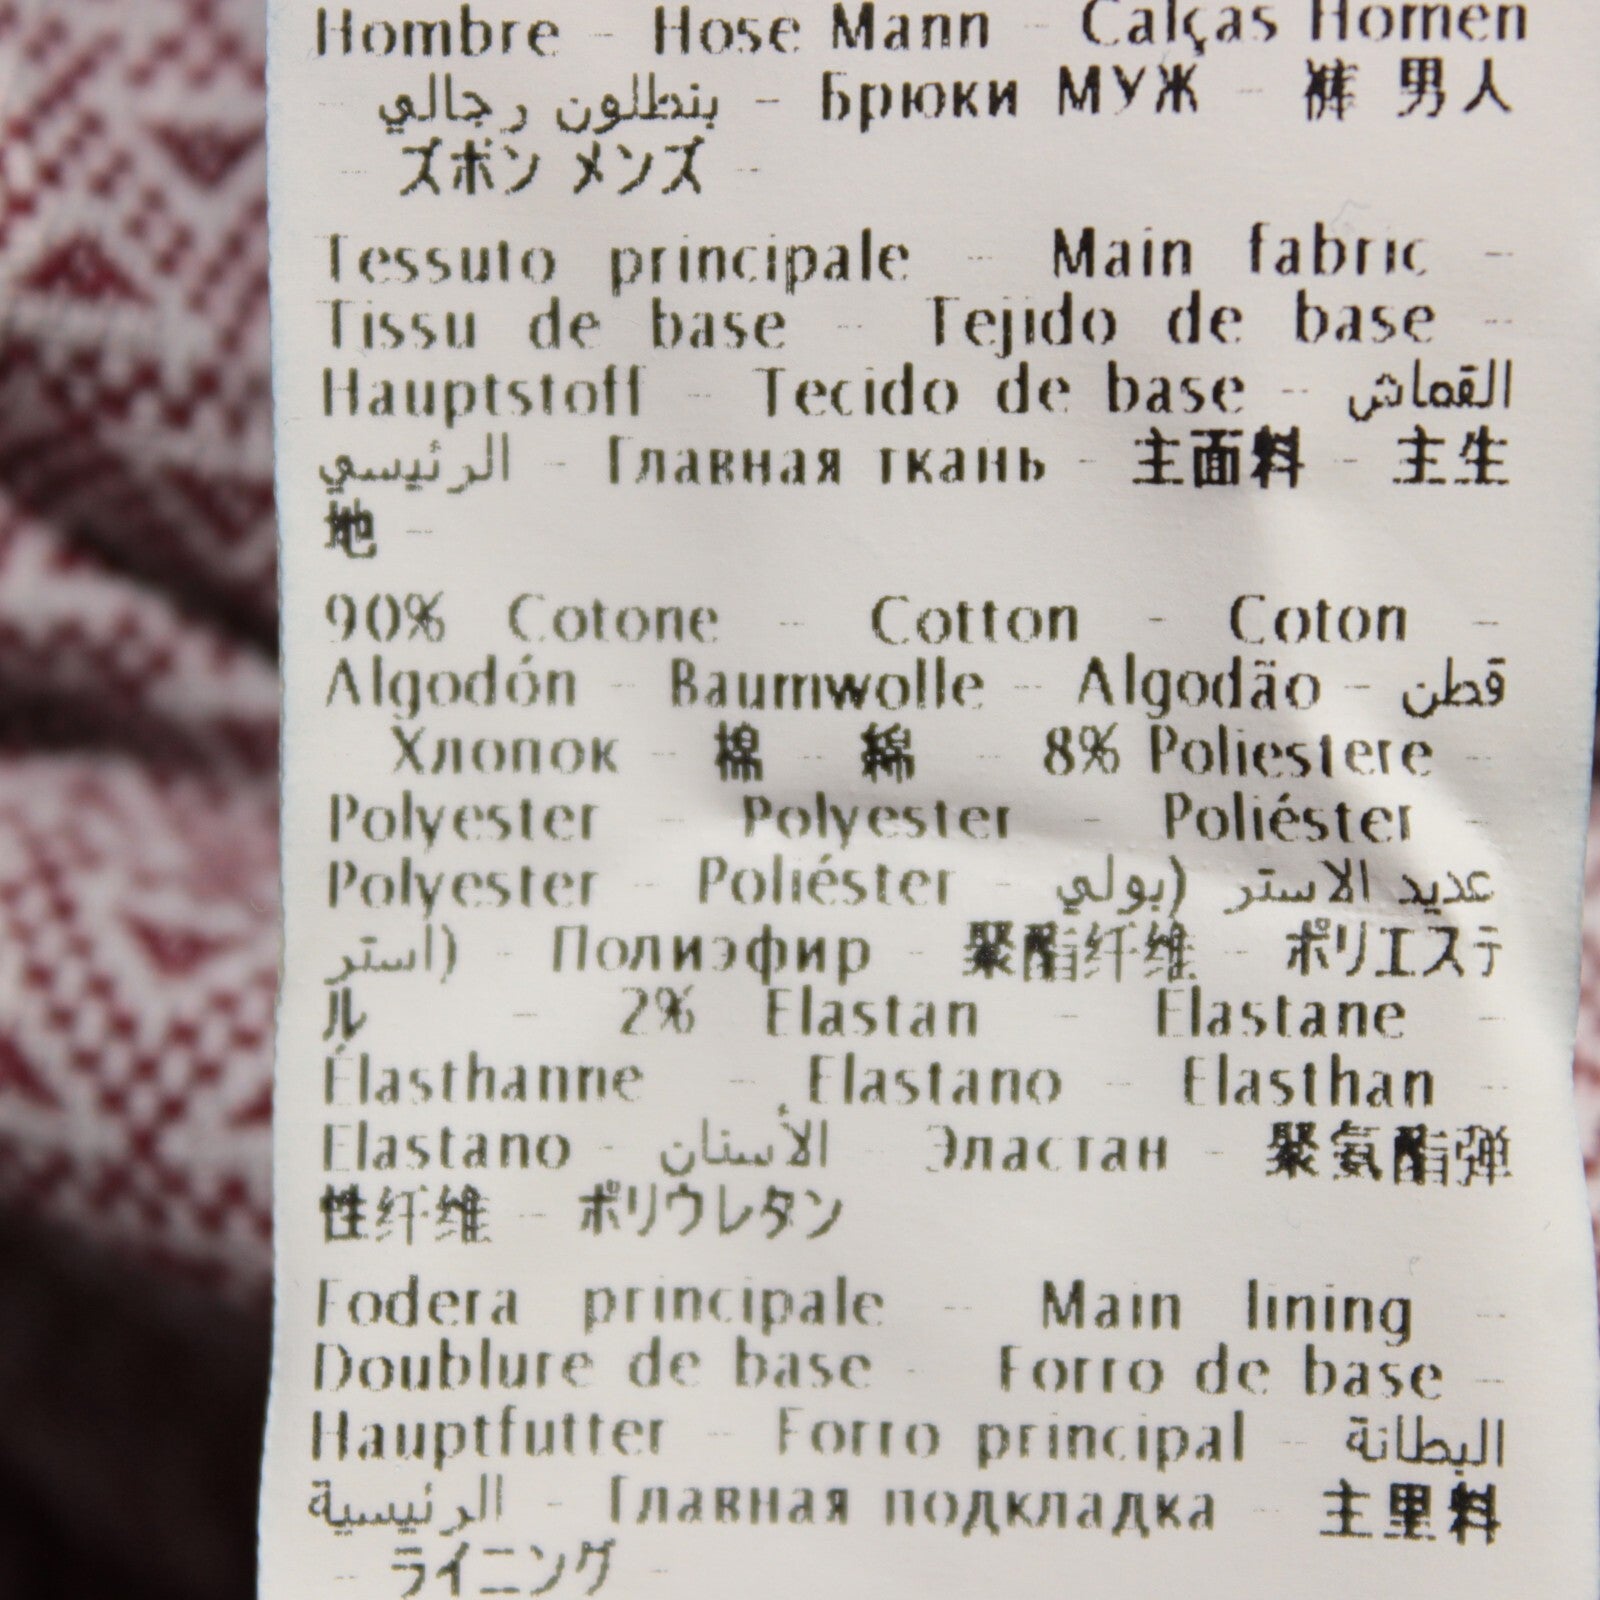 Hombre - Hose Mann - Calças Homen
- بنطلون رجالي - Брюки МУЖ - 裤 男人
- ズボン メンズ -
Tessuto principale - Main fabric -
Tissu de base - Tejido de base -
Hauptstoff - Tecido de base - القماش
الرئيسي - Главная ткань - 主面料 - 主生
地 -
90% Cotone - Cotton - Coton -
Algodón - Baumwolle - Algodão - قطن
- Хлопок - 棉 - 綿 - 8% Poliestere -
Polyester - Polyester - Poliéster -
Polyester - Poliéster - عديد الاستر (بولي
استر) - Полиэфир - 聚酯纤维 - ポリエステ
ル - 2% Elastan - Elastane -
Élasthanne - Elastano - Elasthan -
Elastano - الأسنان - Эластан - 聚氨酯弹
性纤维 - ポリウレタン
Fodera principale - Main lining -
Doublure de base - Forro de base -
Hauptfutter - Forro principal - البطانة
الرئيسية - Главная подкладка - 主里料
- ライニング -